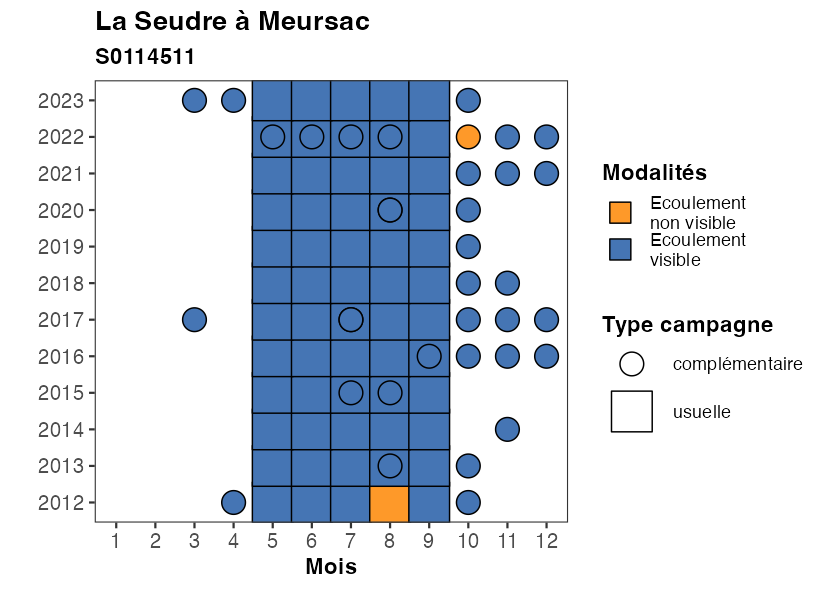 La Seudre à Meursac
S0114511
2023
2022
2021
2020
2019
2018
2017
2016
2015
2014
2013
2012
1 2 3 4 5 6 7 8 9 10 11 12
Mois
Modalités
Ecoulement
non visible
Ecoulement
visible
Type campagne
complémentaire
usuelle